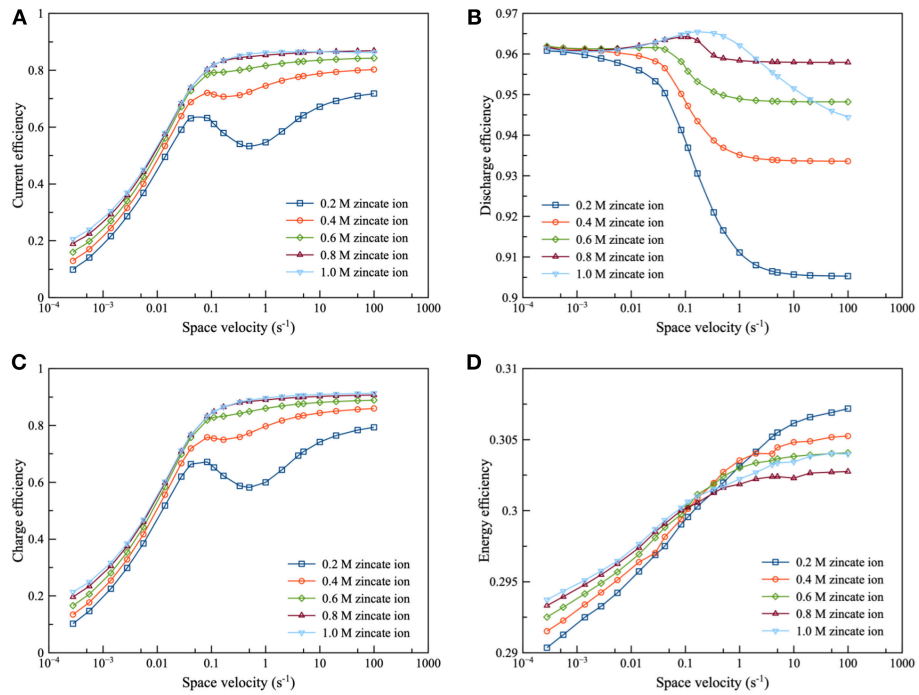 A
Current efficiency
1
0.8
0.6
0.4
0.2
0
10⁻⁴
10⁻³
0.01
0.1
1
10
100
1000
Space velocity (s⁻¹)
0.2 M zincate ion
0.4 M zincate ion
0.6 M zincate ion
0.8 M zincate ion
1.0 M zincate ion
B
Discharge efficiency
0.97
0.96
0.95
0.94
0.93
0.92
0.91
0.9
10⁻⁴
10⁻³
0.01
0.1
1
10
100
1000
Space velocity (s⁻¹)
0.2 M zincate ion
0.4 M zincate ion
0.6 M zincate ion
0.8 M zincate ion
1.0 M zincate ion
C
Charge efficiency
1
0.8
0.6
0.4
0.2
0
10⁻⁴
10⁻³
0.01
0.1
1
10
100
1000
Space velocity (s⁻¹)
0.2 M zincate ion
0.4 M zincate ion
0.6 M zincate ion
0.8 M zincate ion
1.0 M zincate ion
D
Energy efficiency
0.31
0.305
0.3
0.295
0.29
10⁻⁴
10⁻³
0.01
0.1
1
10
100
1000
Space velocity (s⁻¹)
0.2 M zincate ion
0.4 M zincate ion
0.6 M zincate ion
0.8 M zincate ion
1.0 M zincate ion